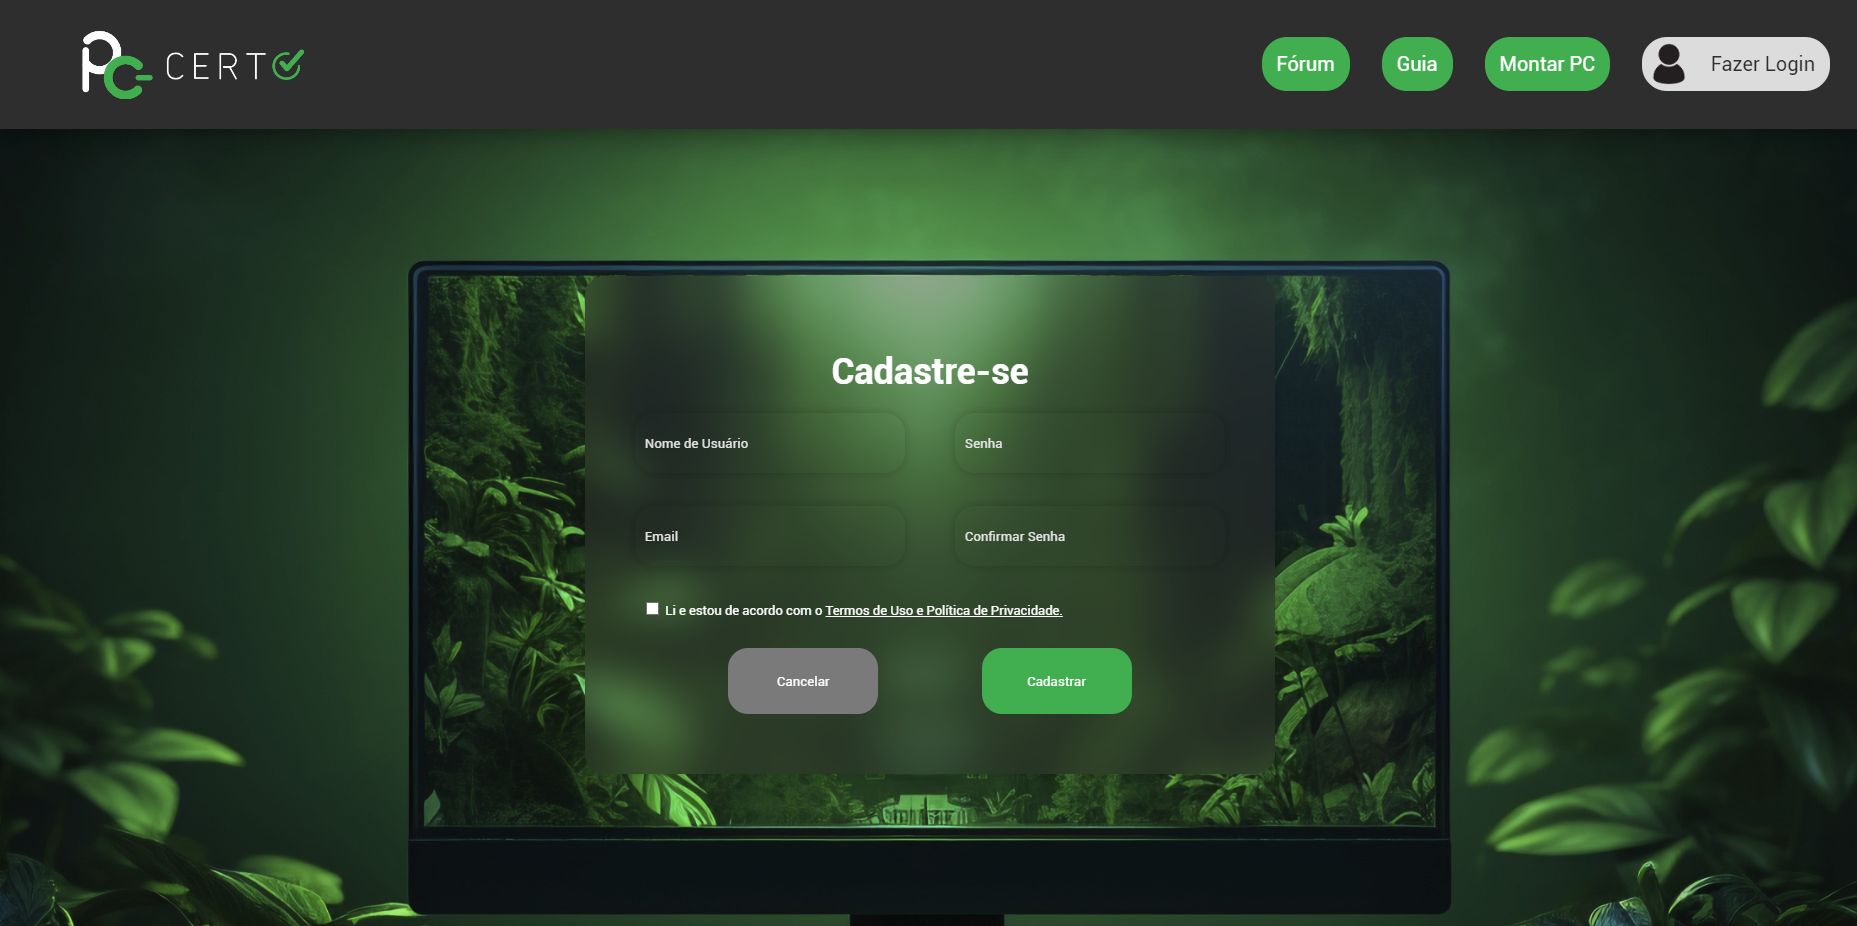 PC CERTO
Fórum
Guia
Montar PC
Fazer Login
Cadastre-se
Nome de Usuário
Senha
Email
Confirmar Senha
Li e estou de acordo com o Termos de Uso e Política de Privacidade.
Cancelar
Cadastrar